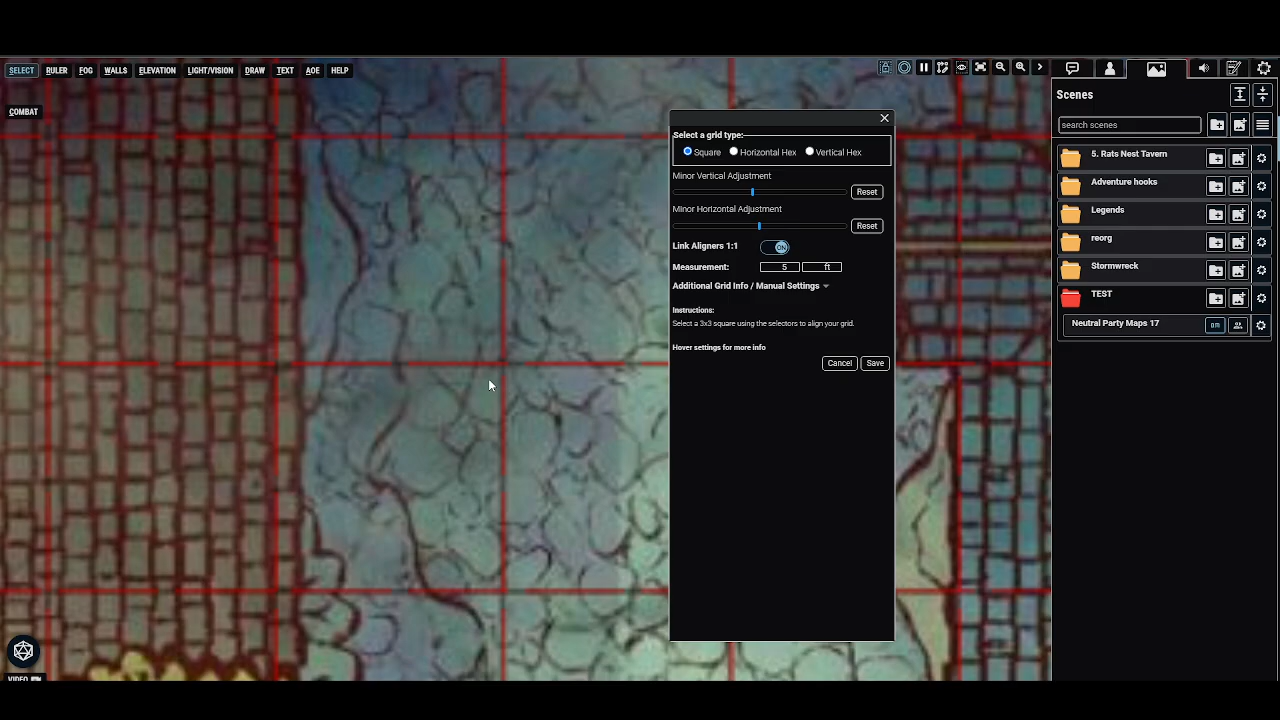 SELECT RULER FOG WALLS ELEVATION LIGHT/VISION DRAW TEXT AOE HELP
COMBAT
Select a grid type:
Square Horizontal Hex Vertical Hex
Minor Vertical Adjustment
Reset
Minor Horizontal Adjustment
Reset
Link Aligners 1:1 ON
Measurement: 5 ft
Additional Grid Info / Manual Settings
Instructions:
Select a 3x3 square using the selectors to align your grid.
Hover settings for more info
Cancel Save
Scenes
search scenes
5. Rats Nest Tavern
Adventure hooks
Legends
reorg
Stormwreck
TEST
Neutral Party Maps 17
VIDEO